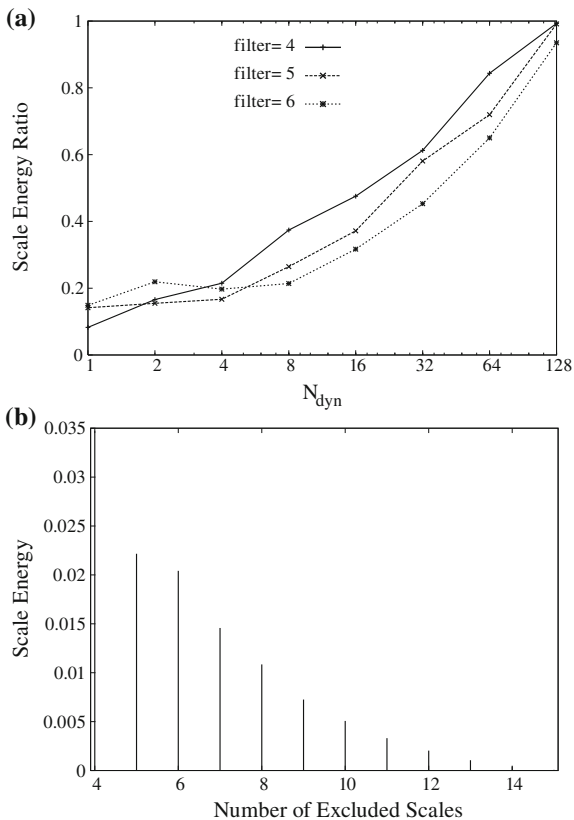 (a)
1
0.8
0.6
0.4
0.2
0
Scale Energy Ratio
filter= 4
filter= 5
filter= 6
1 2 4 8 16 32 64 128
N_dyn
(b)
0.035
0.03
0.025
0.02
0.015
0.01
0.005
0
Scale Energy
4 6 8 10 12 14
Number of Excluded Scales